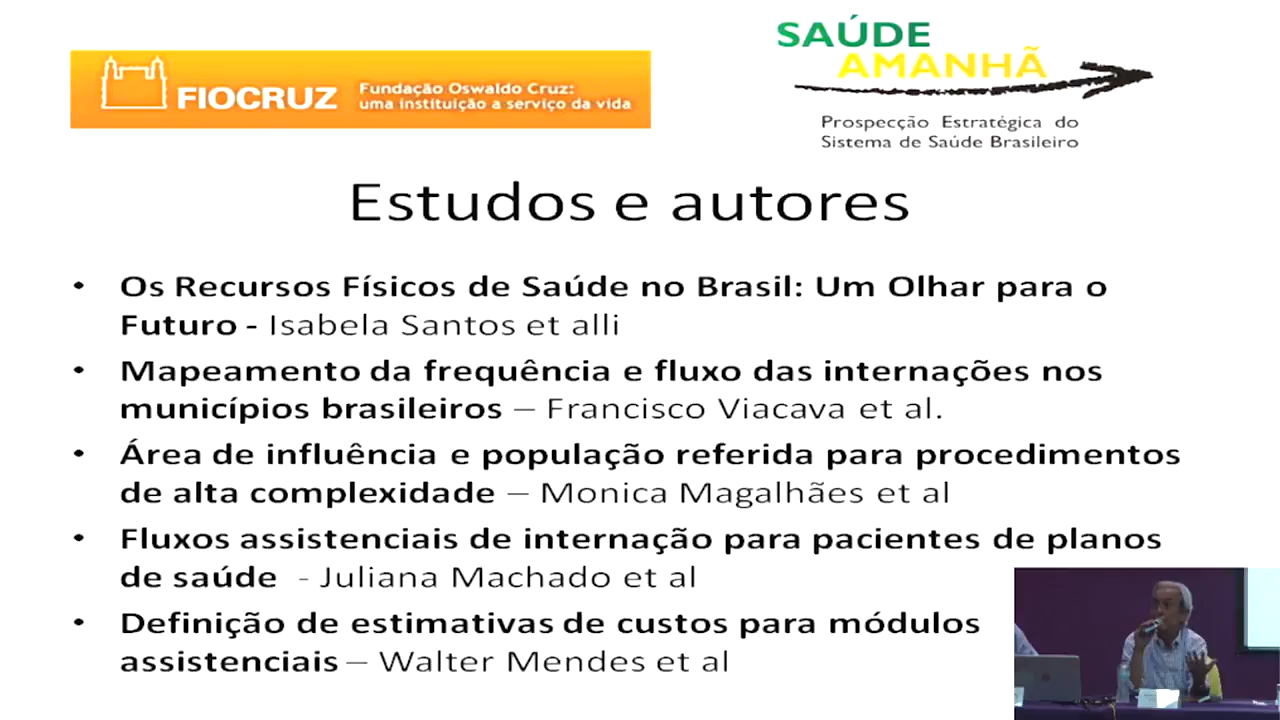 FIOCRUZ
Fundação Oswaldo Cruz:
uma instituição a serviço da vida
SAÚDE
AMANHÃ
Prospecção Estratégica do
Sistema de Saúde Brasileiro
Estudos e autores
• Os Recursos Físicos de Saúde no Brasil: Um Olhar para o
Futuro - Isabela Santos et alli
• Mapeamento da frequência e fluxo das internações nos
municípios brasileiros – Francisco Viacava et al.
• Área de influência e população referida para procedimentos
de alta complexidade – Monica Magalhães et al
• Fluxos assistenciais de internação para pacientes de planos
de saúde - Juliana Machado et al
• Definição de estimativas de custos para módulos
assistenciais – Walter Mendes et al